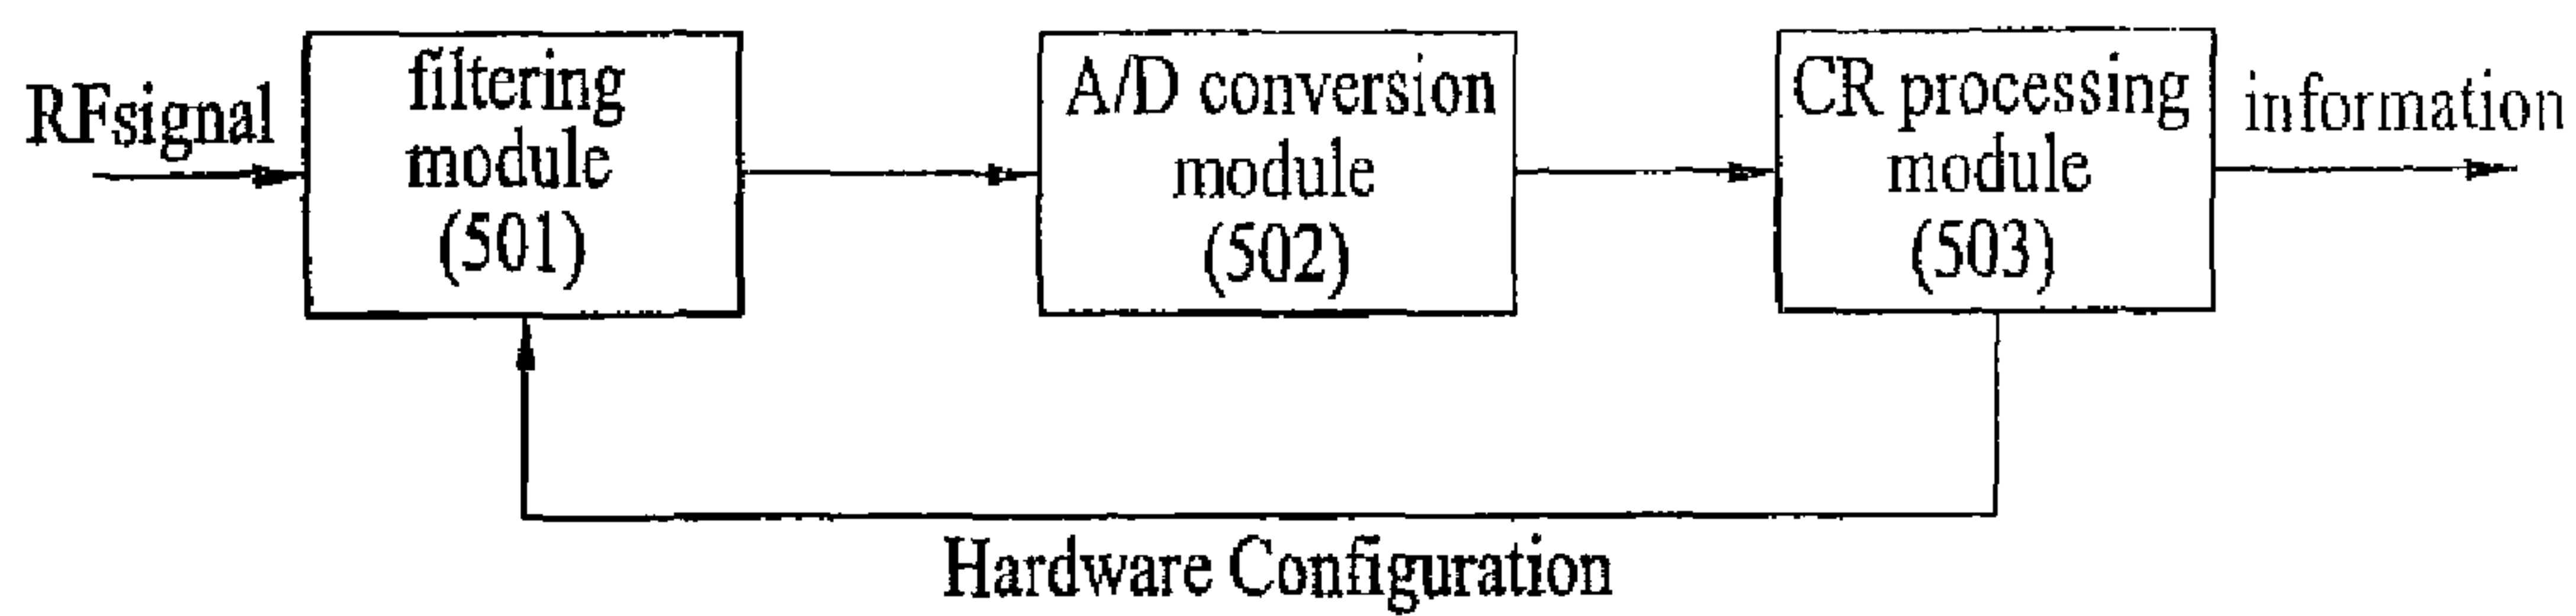 RFsignal
filtering
module
(501)
A/D conversion
module
(502)
CR processing
module
(503)
information
Hardware Configuration